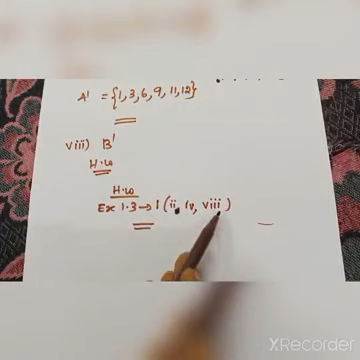 A' = {1, 3, 6, 9, 11, 12}
viii) B'
H.W
H.W
Ex 1.3 → 1 (ii, iv, viii)
XRecorder